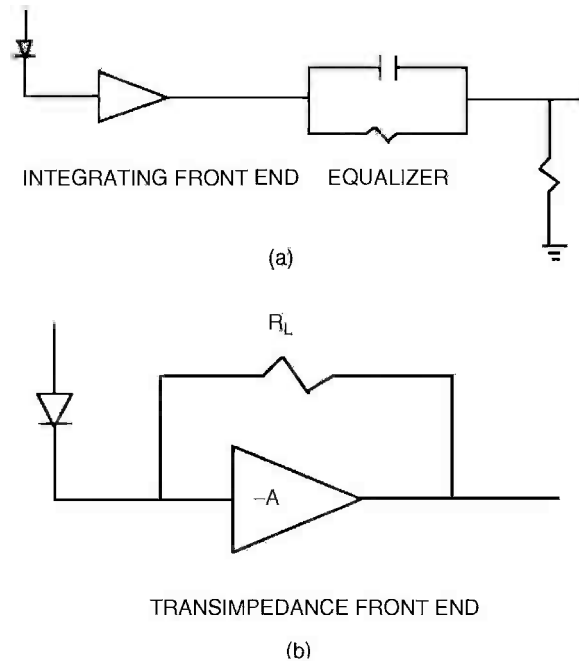 INTEGRATING FRONT END EQUALIZER
(a)
R_L
–A
TRANSIMPEDANCE FRONT END
(b)